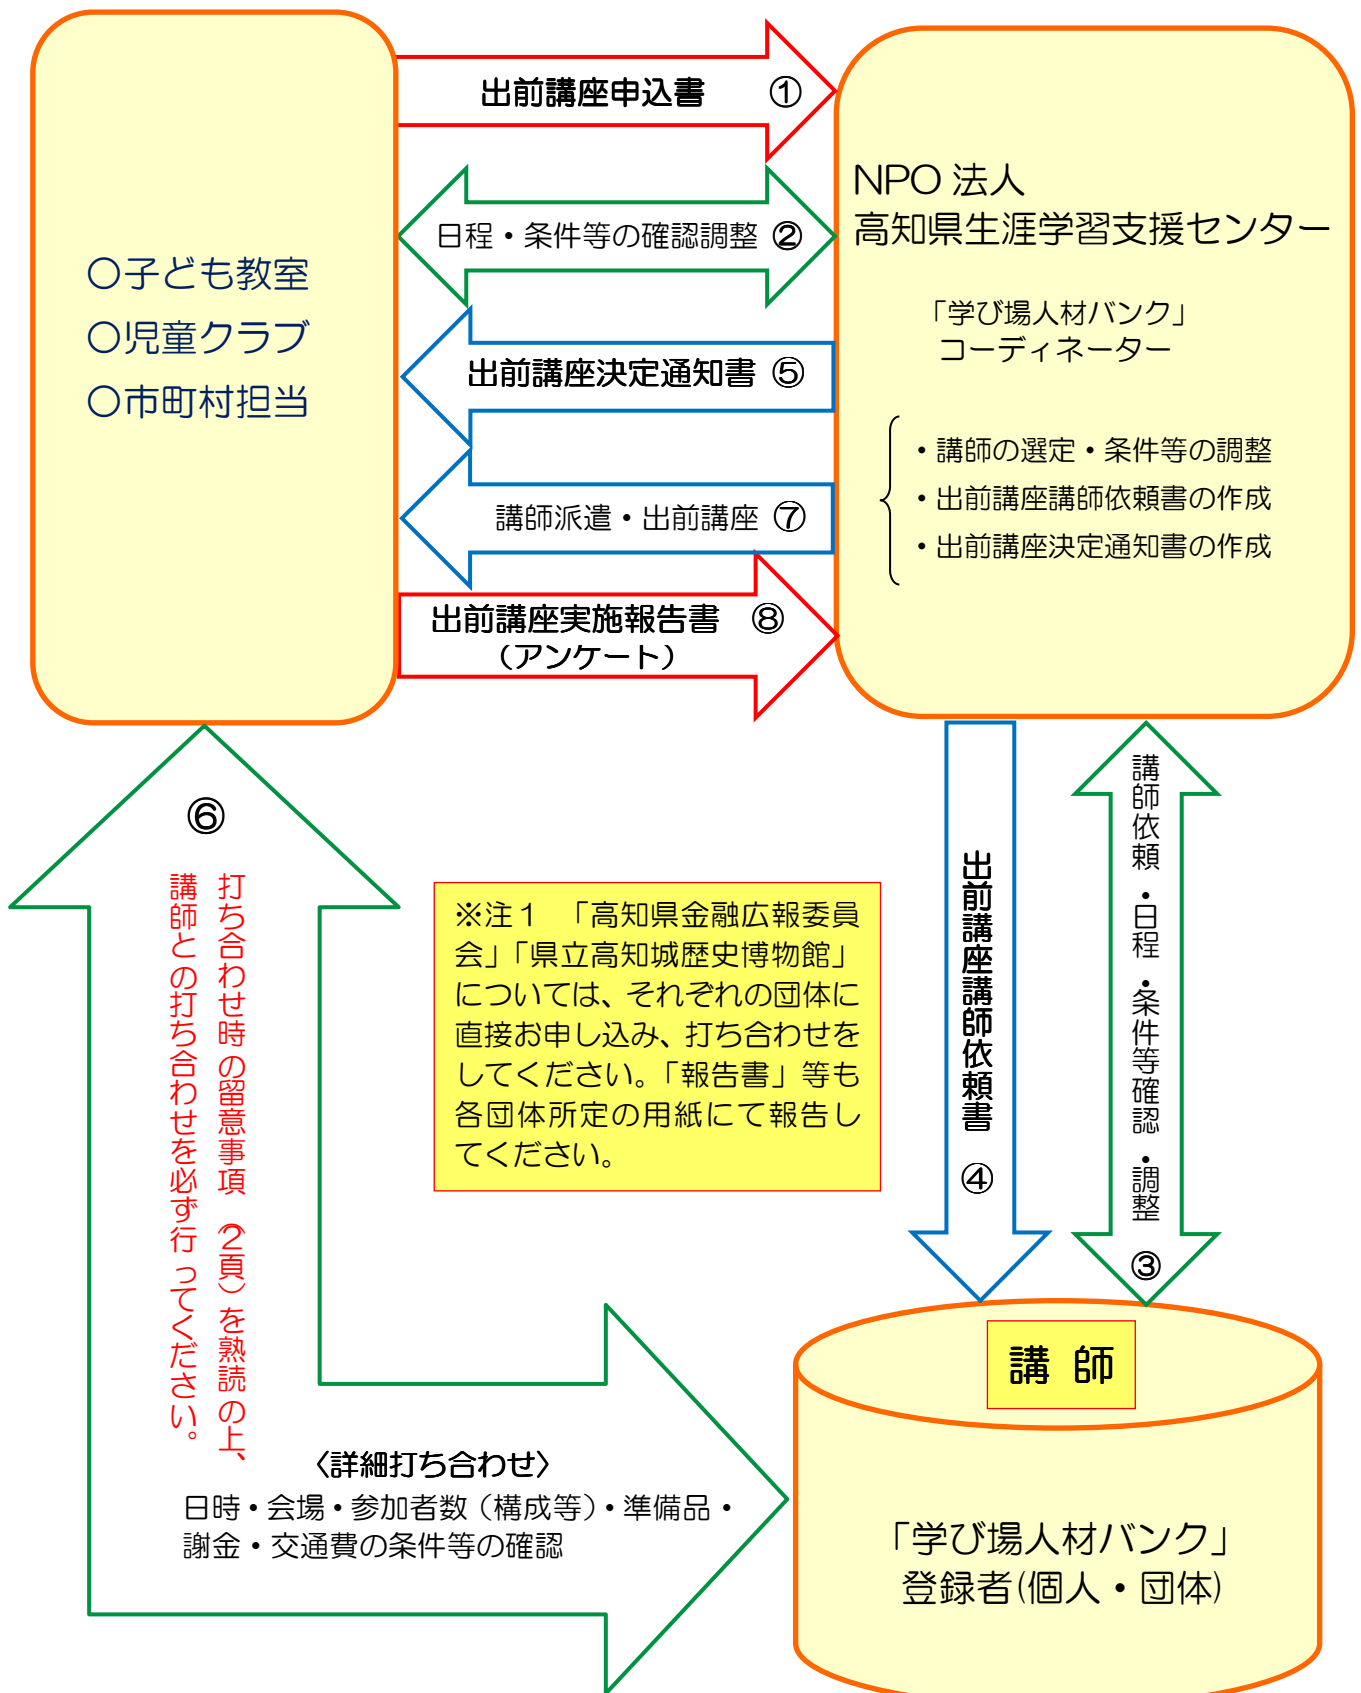 出前講座申込書 ①
日程・条件等の確認調整 ②
出前講座決定通知書 ⑤
講師派遣・出前講座 ⑦
出前講座実施報告書 ⑧
（アンケート）
〇子ども教室
〇児童クラブ
〇市町村担当
NPO 法人
高知県生涯学習支援センター
「学び場人材バンク」
コーディネーター
・講師の選定・条件等の調整
・出前講座講師依頼書の作成
・出前講座決定通知書の作成
⑥
打ち合わせ時の留意事項（2頁）を熟読の上、
講師との打ち合わせを必ず行ってください。
※注１ 「高知県金融広報委員
会」「県立高知城歴史博物館」
については、それぞれの団体に
直接お申し込み、打ち合わせを
してください。「報告書」等も
各団体所定の用紙にて報告し
てください。
出前講座講師依頼書 ④
講師依頼・日程・条件等確認・調整 ③
〈詳細打ち合わせ〉
日時・会場・参加者数（構成等）・準備品・
謝金・交通費の条件等の確認
講 師
「学び場人材バンク」
登録者(個人・団体)